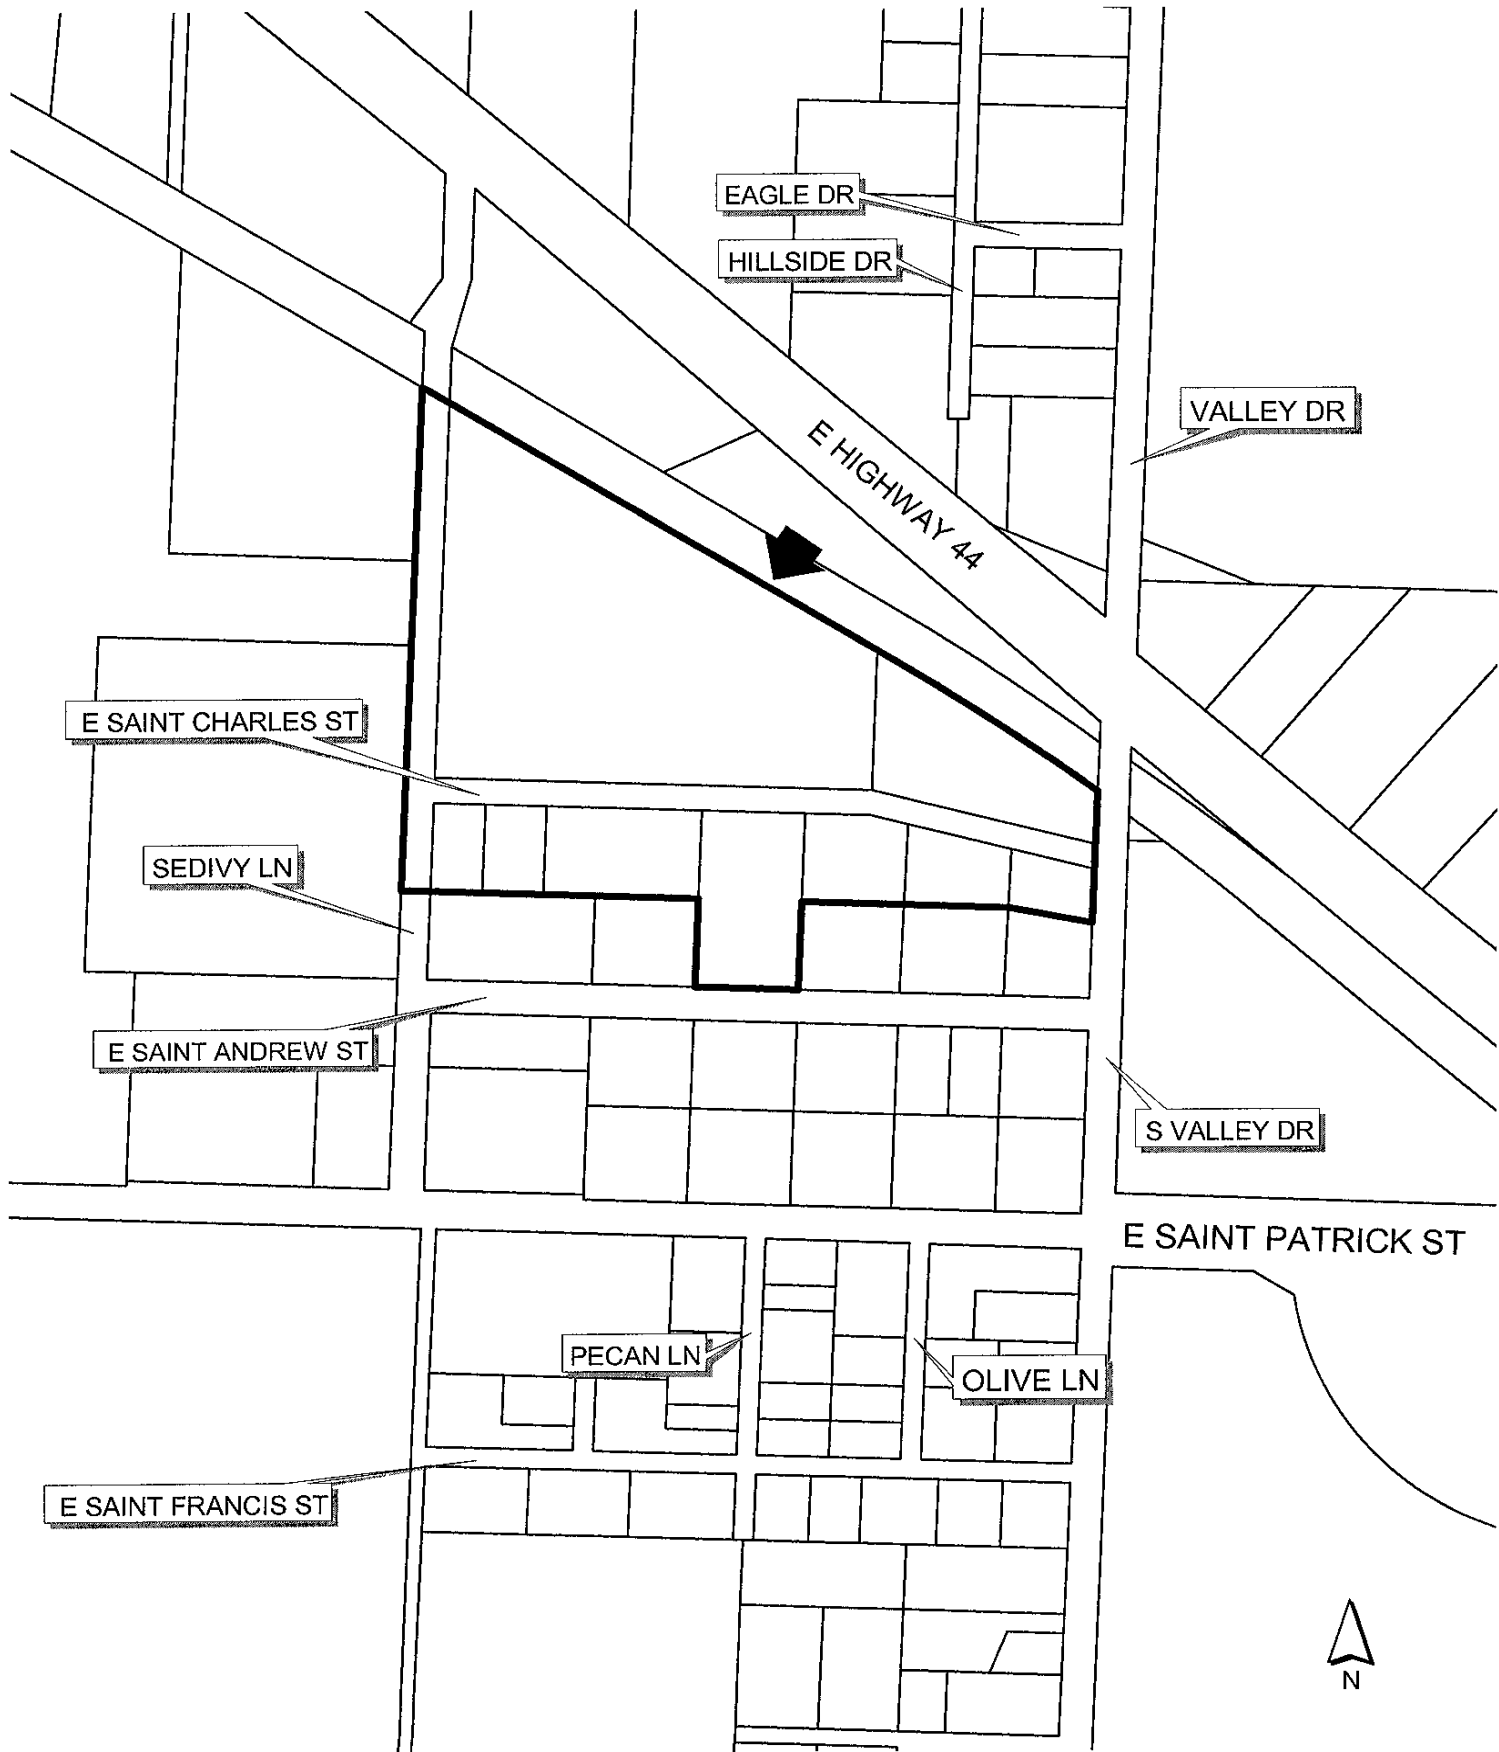 EAGLE DR
HILLSIDE DR
VALLEY DR
E HIGHWAY 44
E SAINT CHARLES ST
SEDIVY LN
E SAINT ANDREW ST
S VALLEY DR
E SAINT PATRICK ST
PECAN LN
OLIVE LN
E SAINT FRANCIS ST
N